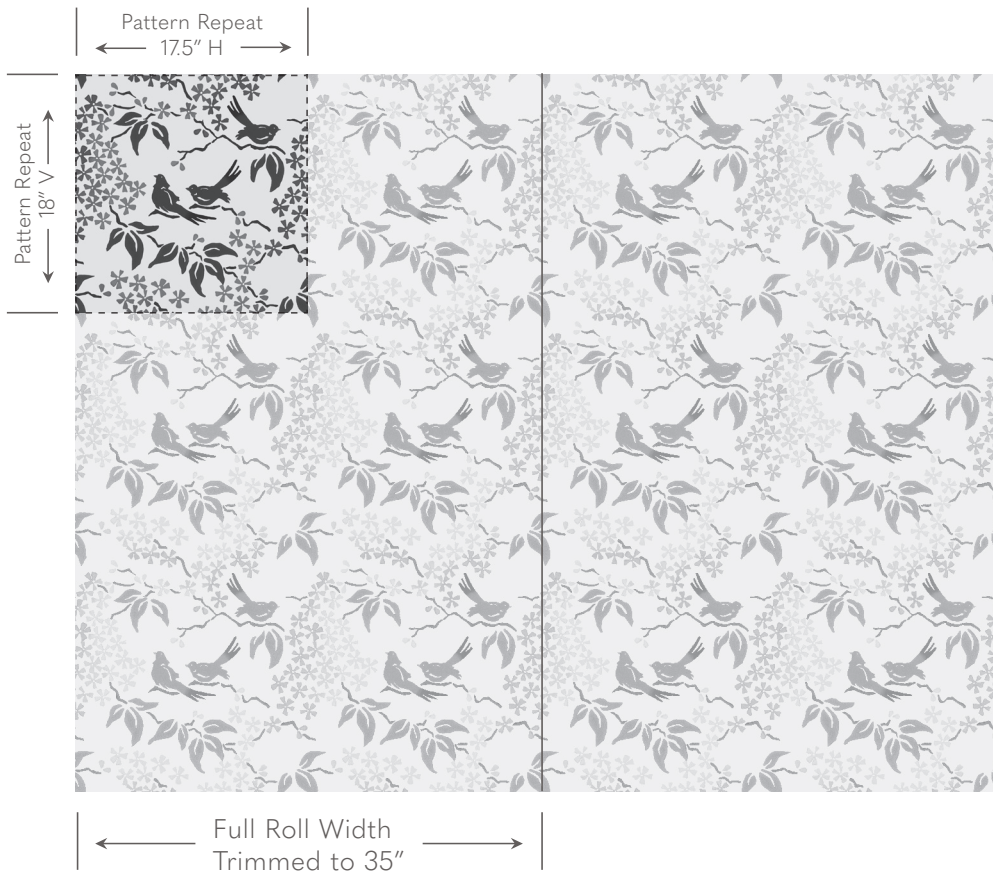 Pattern Repeat
17.5” H
Pattern Repeat
18” V
Full Roll Width
Trimmed to 35”